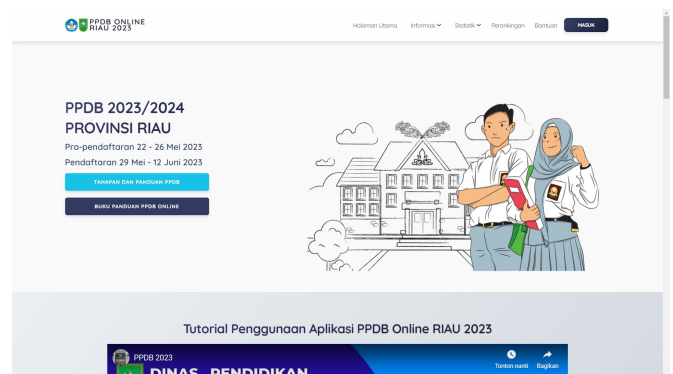 PPDB ONLINE
RIAU 2023
Halaman Utama Informasi Statistik Perankingan Bantuan MASUK
PPDB 2023/2024
PROVINSI RIAU
Pra-pendaftaran 22 - 26 Mei 2023
Pendaftaran 29 Mei - 12 Juni 2023
TAHAPAN DAN PANDUAN PPDB
BUKU PANDUAN PPDB ONLINE
Tutorial Penggunaan Aplikasi PPDB Online RIAU 2023
PPDB 2023
Tonton nanti Bagikan
DINAS PENDIDIKAN